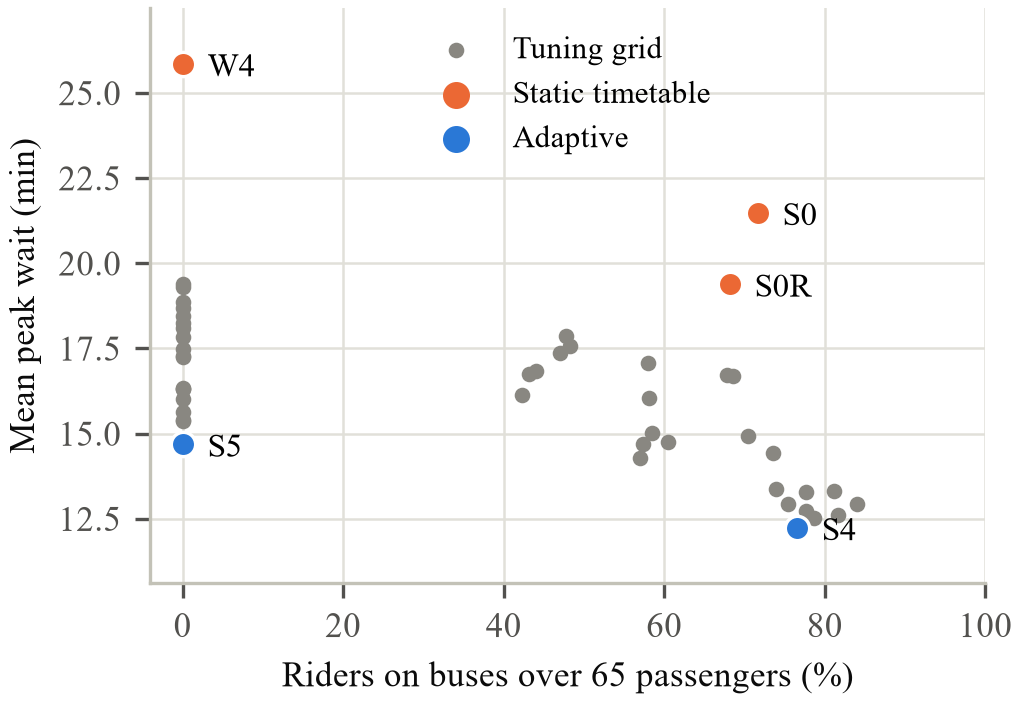 W4
Tuning grid
Static timetable
Adaptive
S0
S0R
S5
S4
25.0
22.5
20.0
17.5
15.0
12.5
Mean peak wait (min)
0
20
40
60
80
100
Riders on buses over 65 passengers (%)